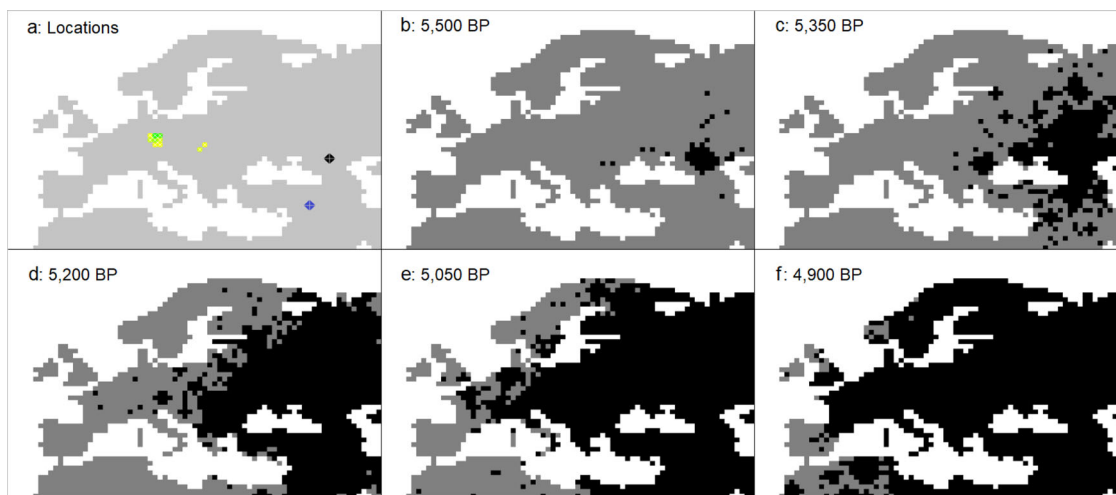 a: Locations
b: 5,500 BP
c: 5,350 BP
d: 5,200 BP
e: 5,050 BP
f: 4,900 BP